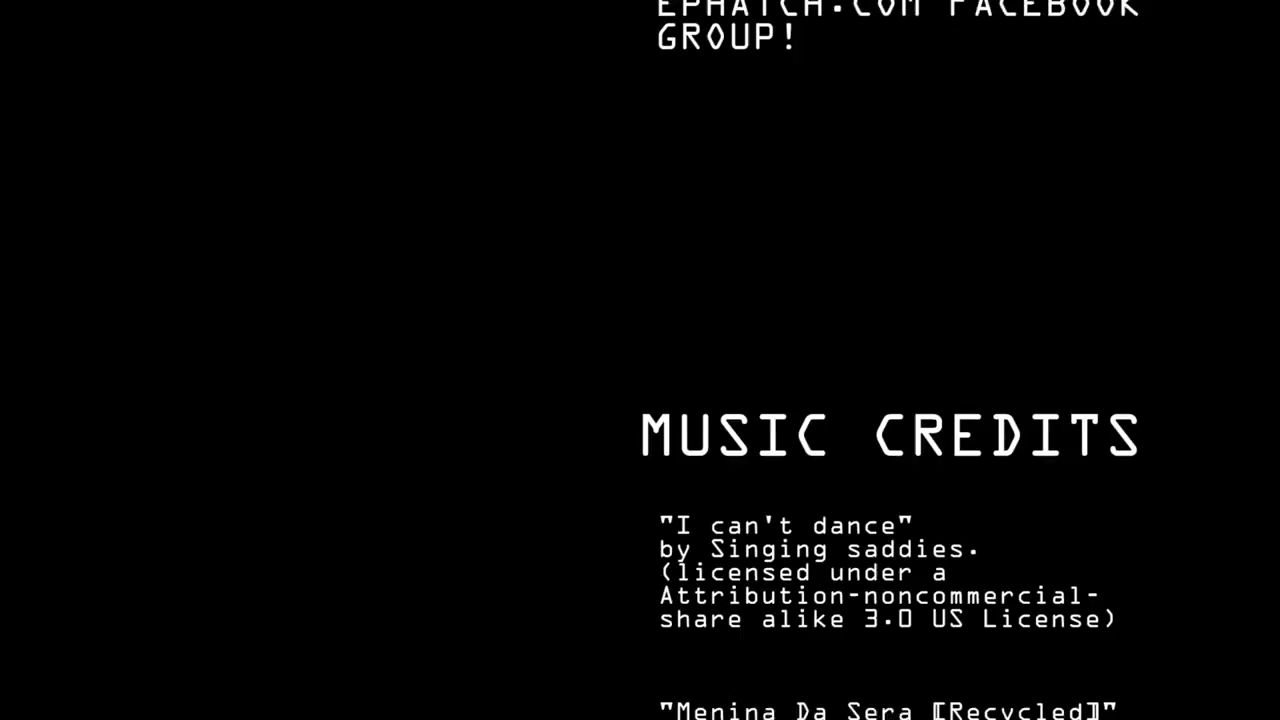 EPHATCH.COM FACEBOOK
GROUP!
MUSIC CREDITS
"I can't dance"
by Singing saddies.
(licensed under a
Attribution-noncommercial-
share alike 3.0 US License)
"Menina Da Sera [Recycled]"